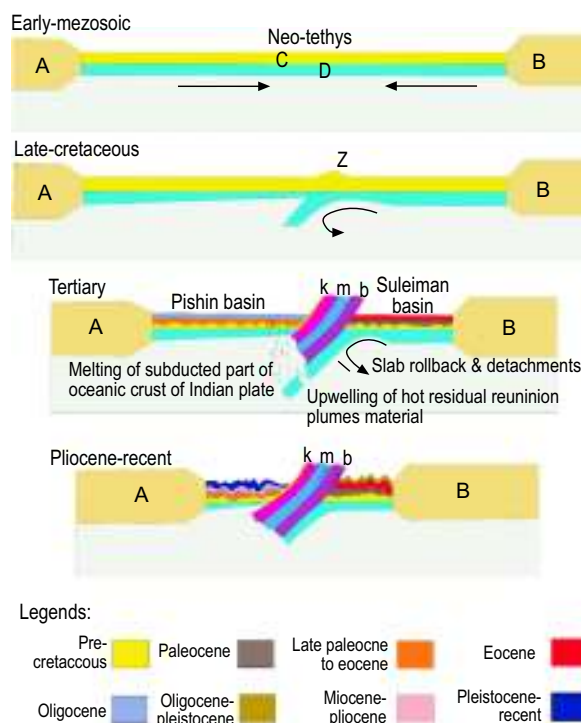 Early-mezosoic
Neo-tethys
A
C
D
B
Late-cretaceous
Z
A
B
Tertiary
k m b
Suleiman
basin
Pishin basin
A
B
Slab rollback & detachments
Melting of subducted part of
oceanic crust of Indian plate
Upwelling of hot residual reuninion
plumes material
Pliocene-recent
k m b
A
B
Legends:
Pre-
cretaccous
Paleocene
Late paleocne
to eocene
Eocene
Oligocene
Oligocene-
pleistocene
Miocene-
pliocene
Pleistocene-
recent